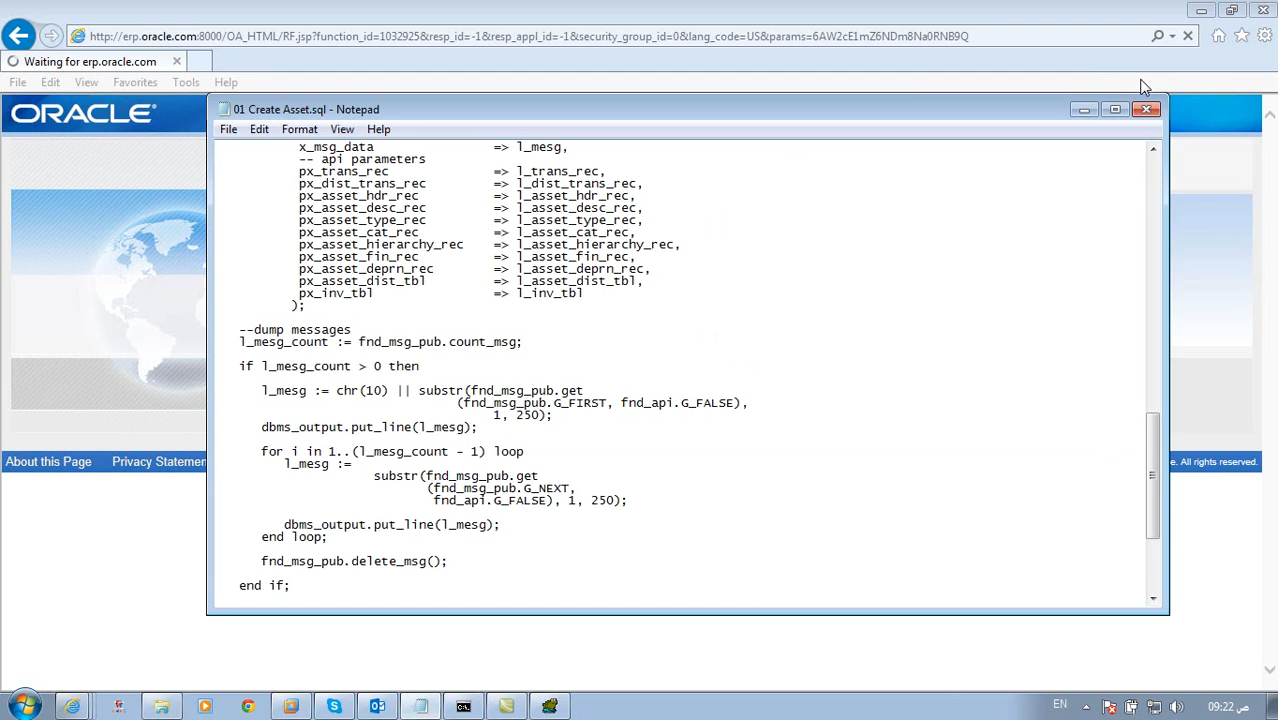 http://erp.oracle.com:8000/OA_HTML/RF.jsp?function_id=1032925&resp_id=-1&resp_appl_id=-1&security_group_id=0&lang_code=US&params=6AW2cE1mZ6NDm8Na0RNB9Q
Waiting for erp.oracle.com
File Edit View Favorites Tools Help
ORACLE
01 Create Asset.sql - Notepad
File Edit Format View Help
x_msg_data => l_mesg,
-- api parameters
px_trans_rec => l_trans_rec,
px_dist_trans_rec => l_dist_trans_rec,
px_asset_hdr_rec => l_asset_hdr_rec,
px_asset_desc_rec => l_asset_desc_rec,
px_asset_type_rec => l_asset_type_rec,
px_asset_cat_rec => l_asset_cat_rec,
px_asset_hierarchy_rec => l_asset_hierarchy_rec,
px_asset_fin_rec => l_asset_fin_rec,
px_asset_deprn_rec => l_asset_deprn_rec,
px_asset_dist_tbl => l_asset_dist_tbl,
px_inv_tbl => l_inv_tbl
);
--dump messages
l_mesg_count := fnd_msg_pub.count_msg;
if l_mesg_count > 0 then
l_mesg := chr(10) || substr(fnd_msg_pub.get
(fnd_msg_pub.G_FIRST, fnd_api.G_FALSE),
1, 250);
dbms_output.put_line(l_mesg);
for i in 1..(l_mesg_count - 1) loop
l_mesg :=
substr(fnd_msg_pub.get
(fnd_msg_pub.G_NEXT,
fnd_api.G_FALSE), 1, 250);
dbms_output.put_line(l_mesg);
end loop;
fnd_msg_pub.delete_msg();
end if;
About this Page Privacy Statemen
e. All rights reserved.
EN
09:22 ص